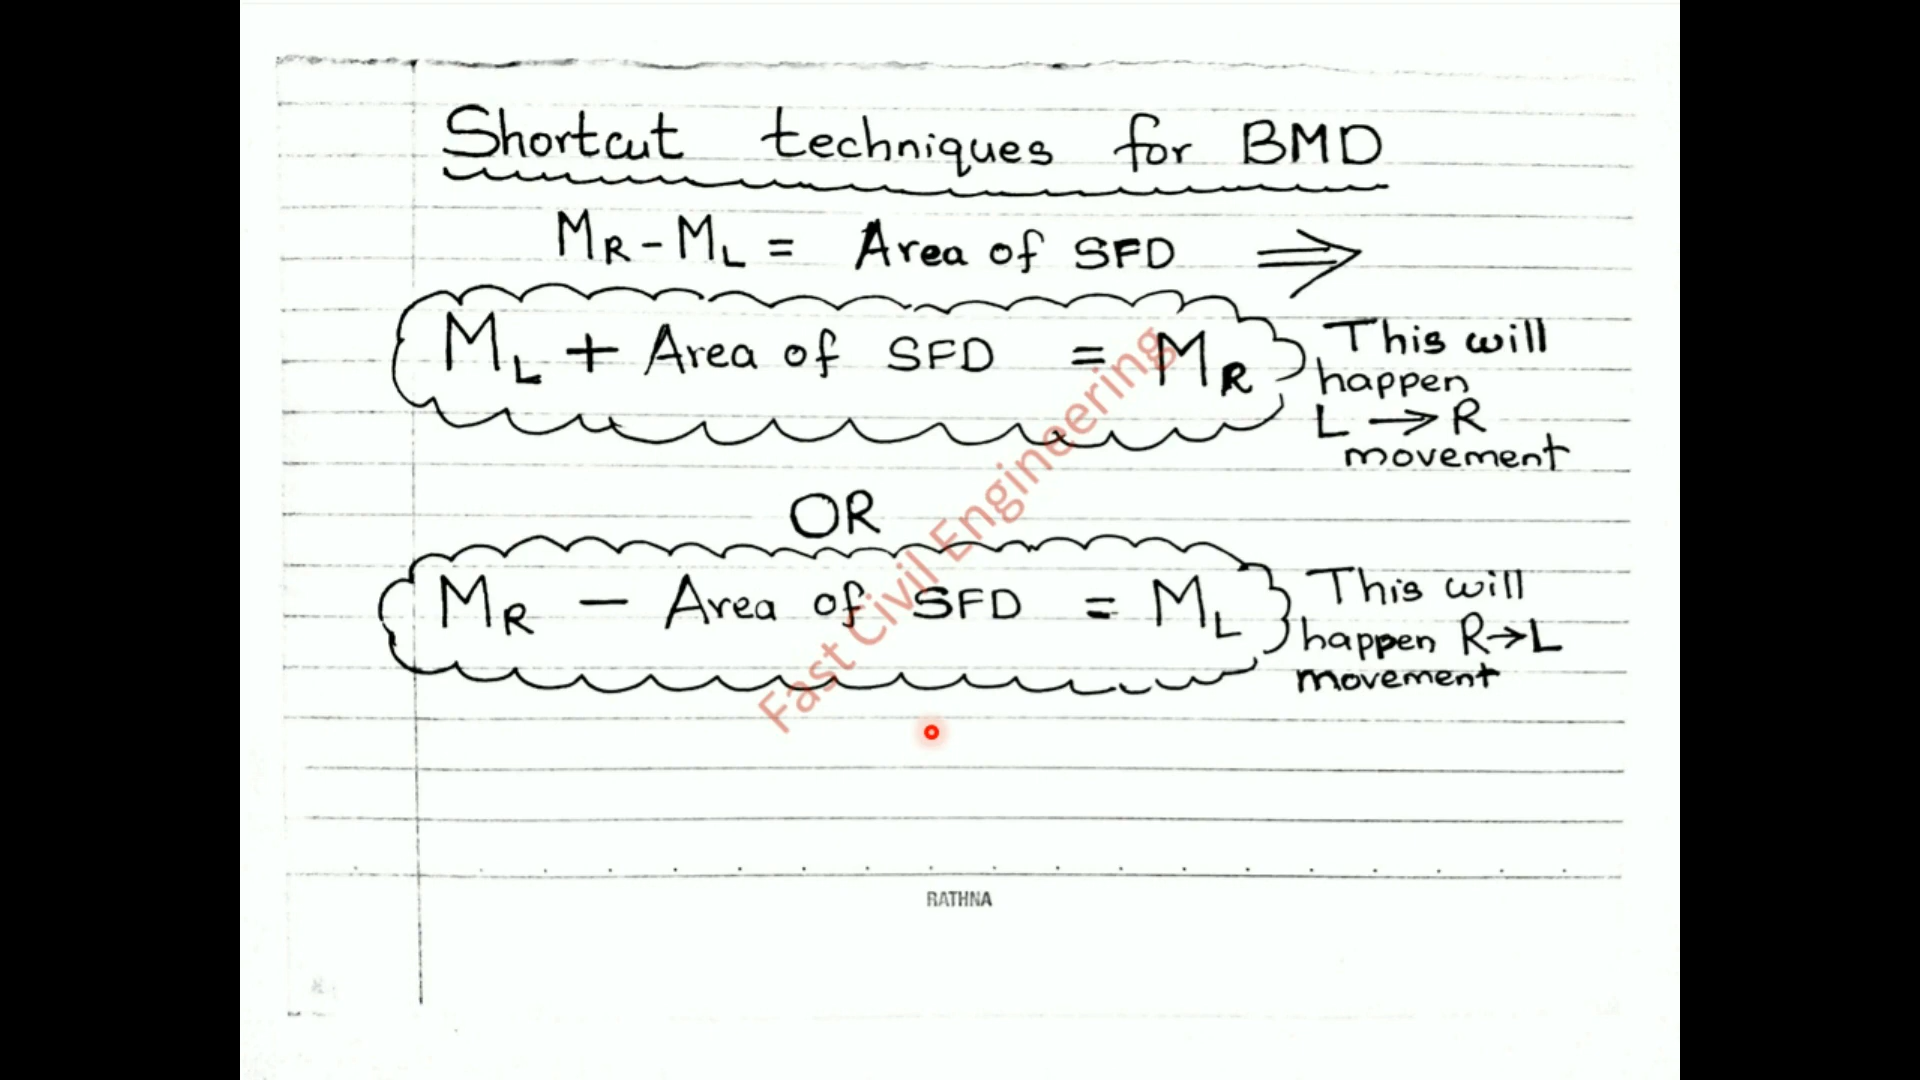 Shortcut techniques for BMD
MR - ML = Area of SFD ⇒
ML + Area of SFD = MR
This will
happen
L → R
movement
OR
MR - Area of SFD = ML
This will
happen R→L
movement
Fast Civil Engineering
RATHNA